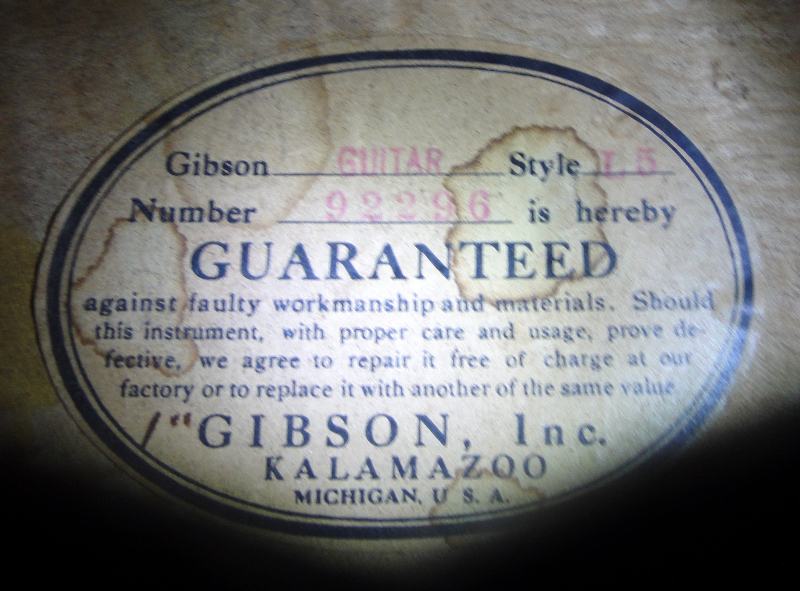 Gibson GUITAR Style L 5
Number 92296 is hereby
GUARANTEED
against faulty workmanship and materials. Should
this instrument, with proper care and usage, prove de-
fective, we agree to repair it free of charge at our
factory or to replace it with another of the same value
"GIBSON, Inc.
KALAMAZOO
MICHIGAN, U S. A.